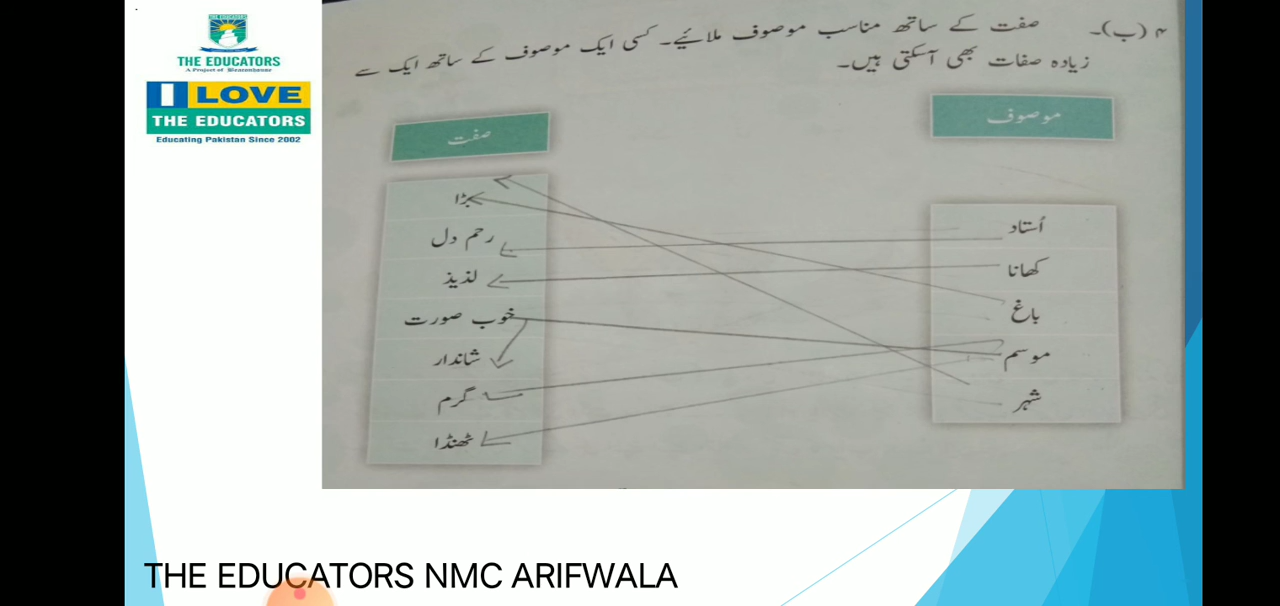 THE EDUCATORS
THE EDUCATORS
A Project of Beaconhouse
I LOVE
THE EDUCATORS
Educating Pakistan Since 2002
۴ (ب)۔ صفت کے ساتھ مناسب موصوف ملائیے۔ کسی ایک موصوف کے ساتھ ایک سے
زیادہ صفات بھی آسکتی ہیں۔
موصوف
صفت
اُستاد
کھانا
باغ
موسم
شہر
بڑا
رحم دل
لذیذ
خوب صورت
شاندار
گرم
ٹھنڈا
THE EDUCATORS NMC ARIFWALA